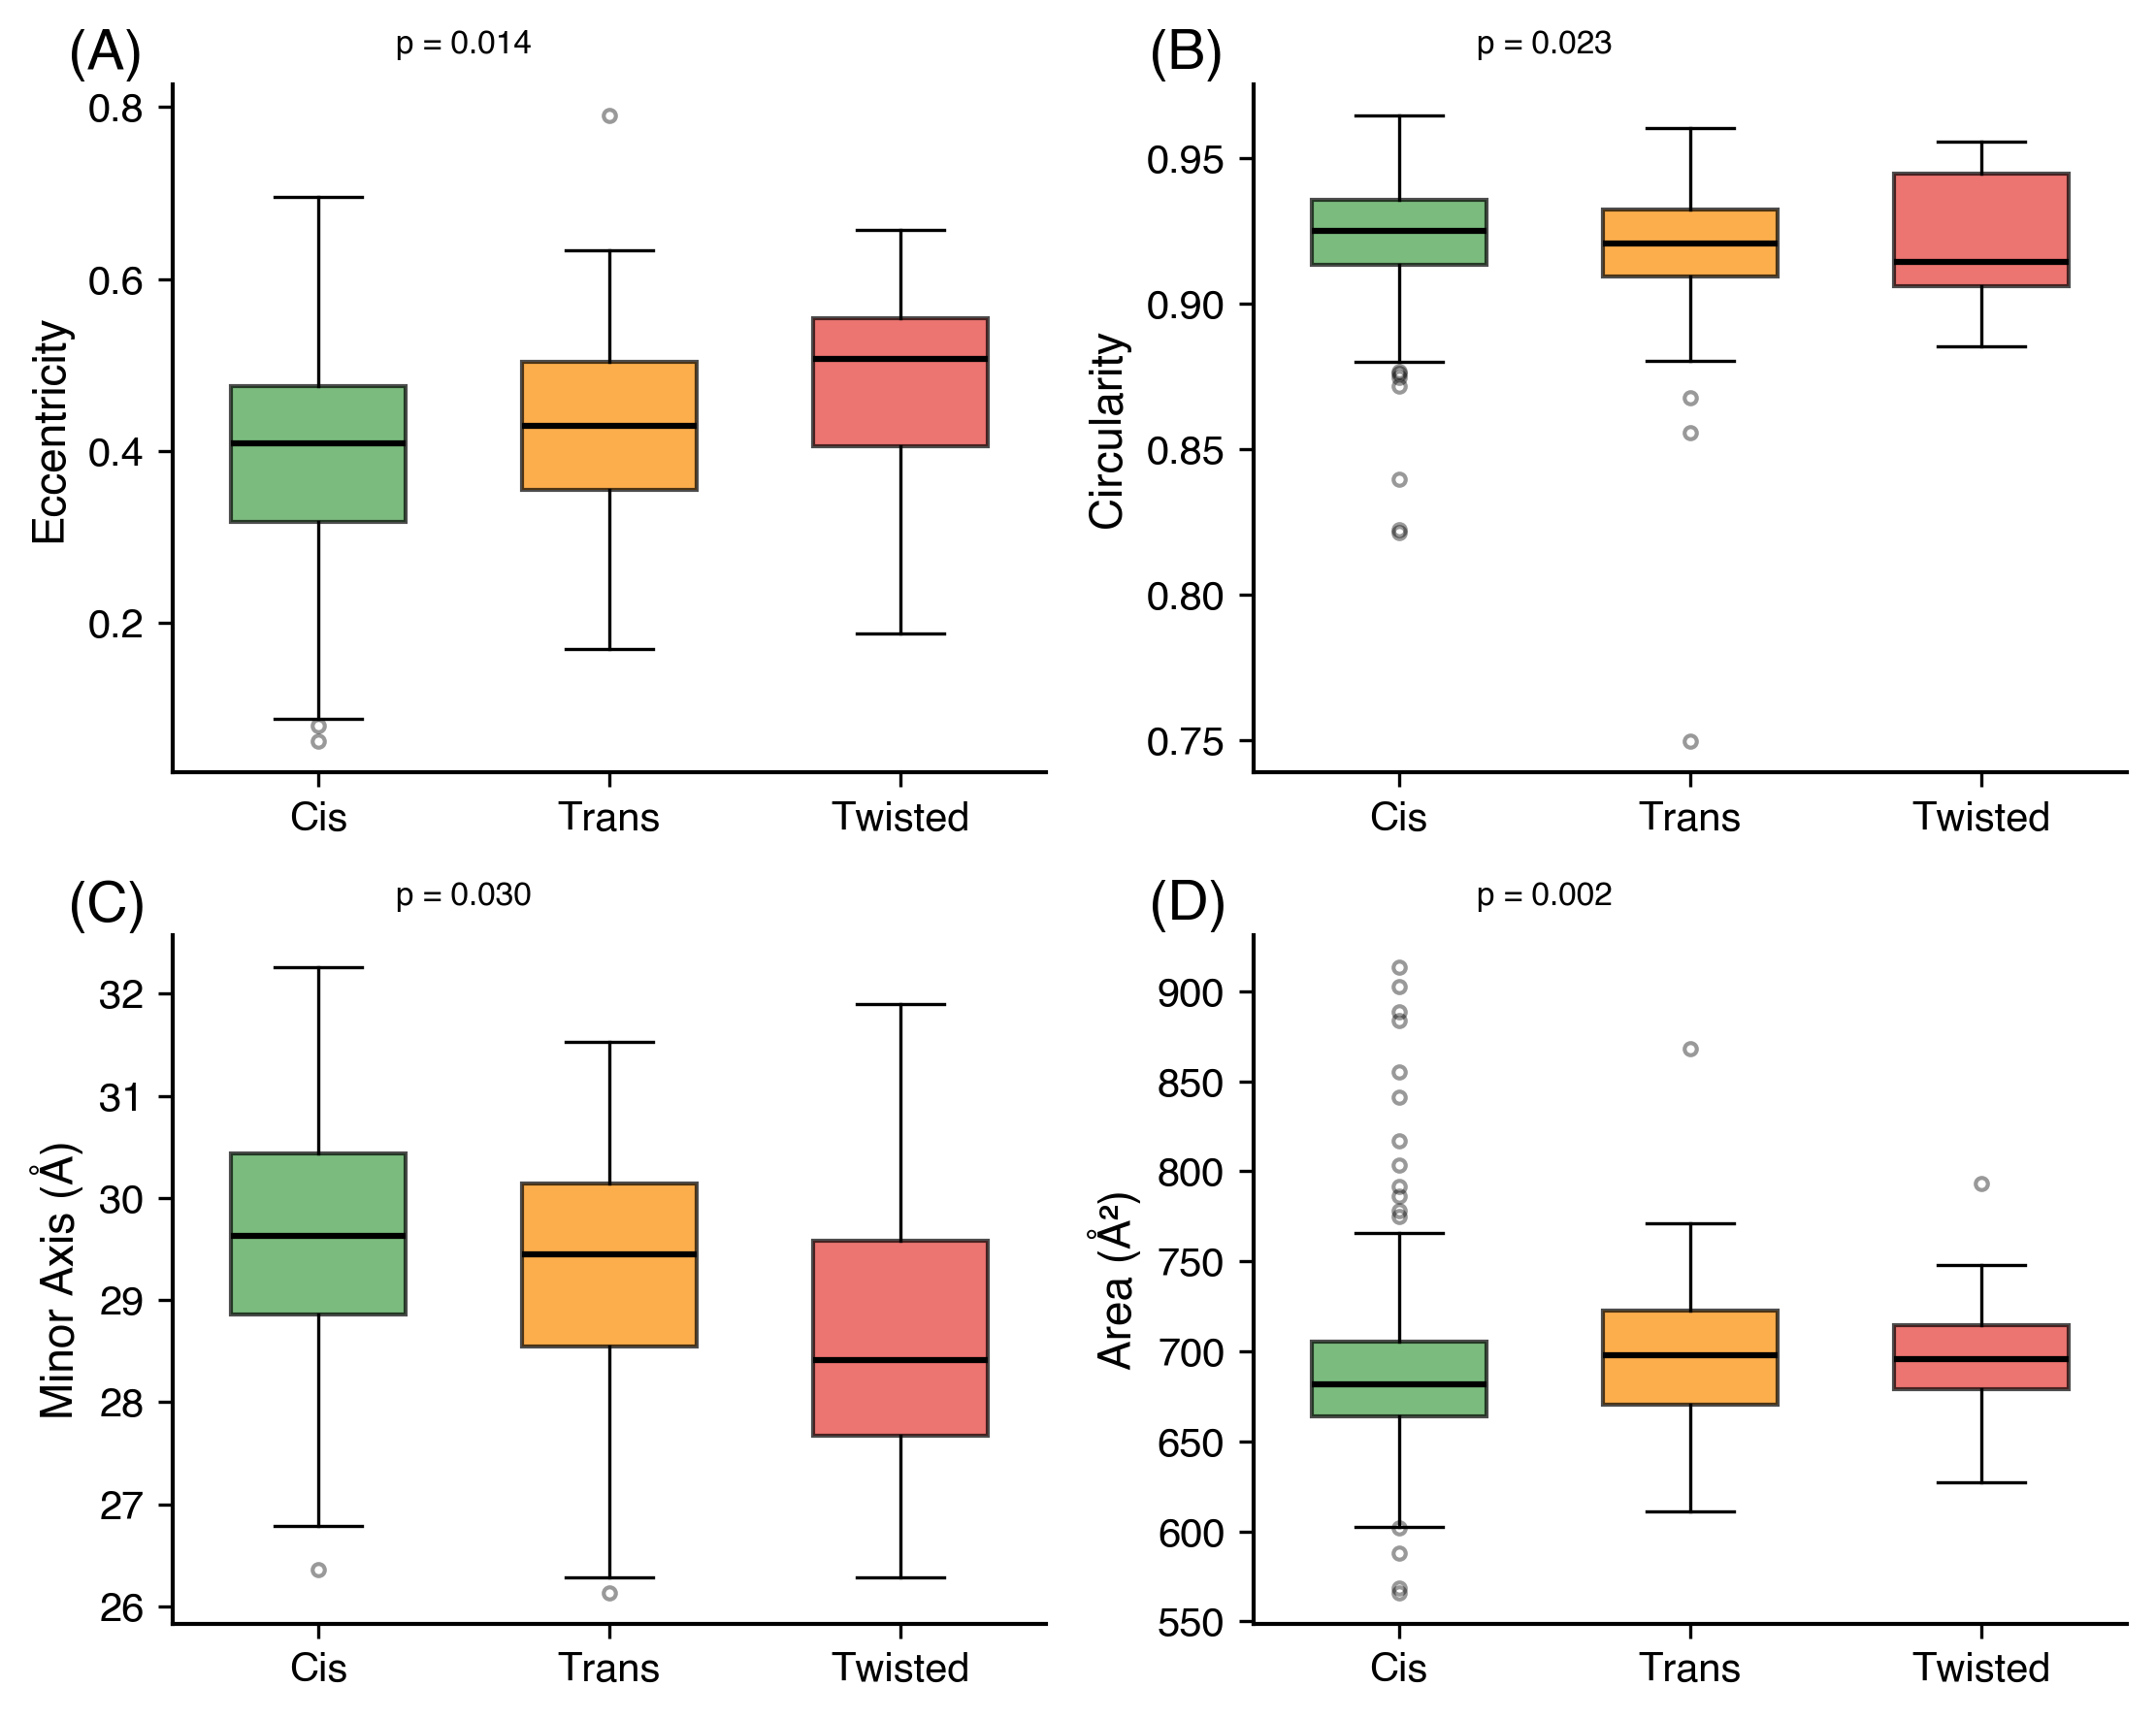 (A)
p = 0.014
Eccentricity
0.8
0.6
0.4
0.2
Cis
Trans
Twisted
(B)
p = 0.023
Circularity
0.95
0.90
0.85
0.80
0.75
Cis
Trans
Twisted
(C)
p = 0.030
Minor Axis (Å)
32
31
30
29
28
27
26
Cis
Trans
Twisted
(D)
p = 0.002
Area (Å²)
900
850
800
750
700
650
600
550
Cis
Trans
Twisted